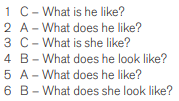 1 C – What is he like?
2 A – What does he like?
3 C – What is she like?
4 B – What does he look like?
5 A – What does he like?
6 B – What does she look like?